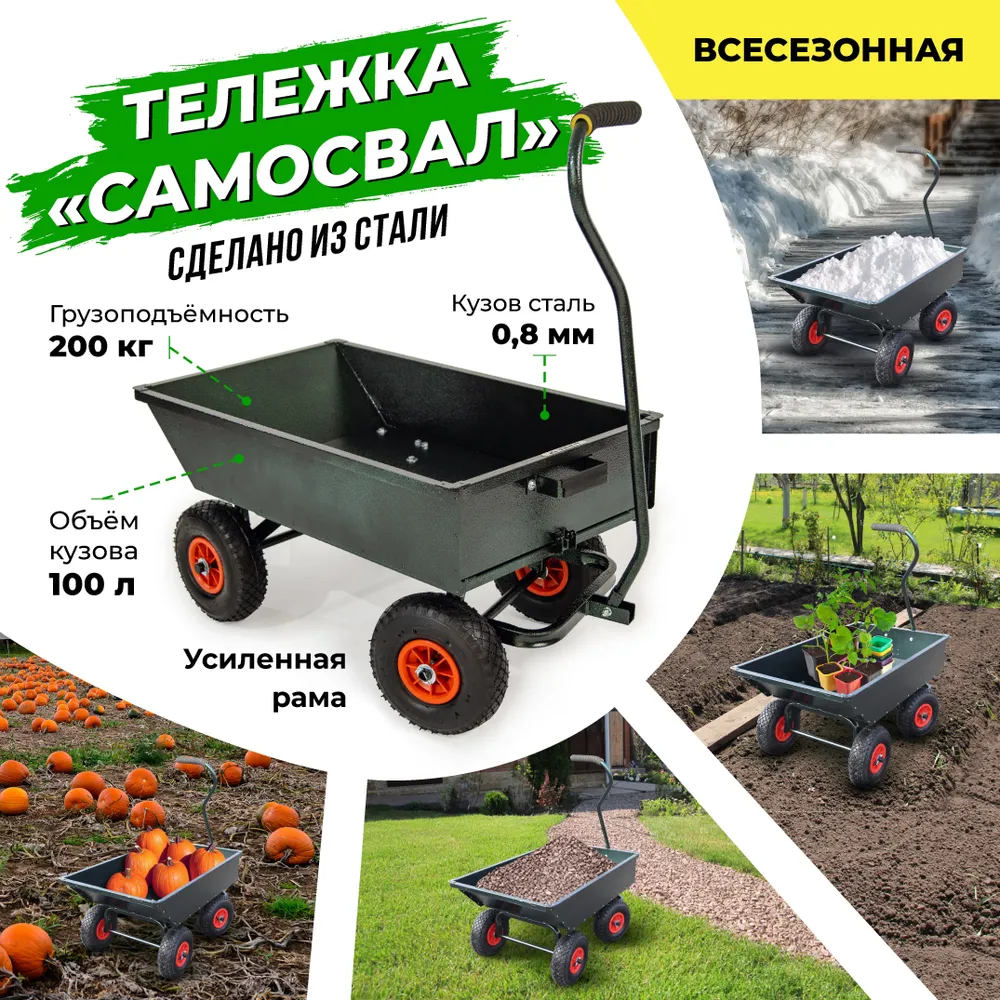 ВСЕСЕЗОННАЯ
ТЕЛЕЖКА
«САМОСВАЛ»
СДЕЛАНО ИЗ СТАЛИ
Грузоподъёмность
200 кг
Кузов сталь
0,8 мм
Объём
кузова
100 л
Усиленная
рама